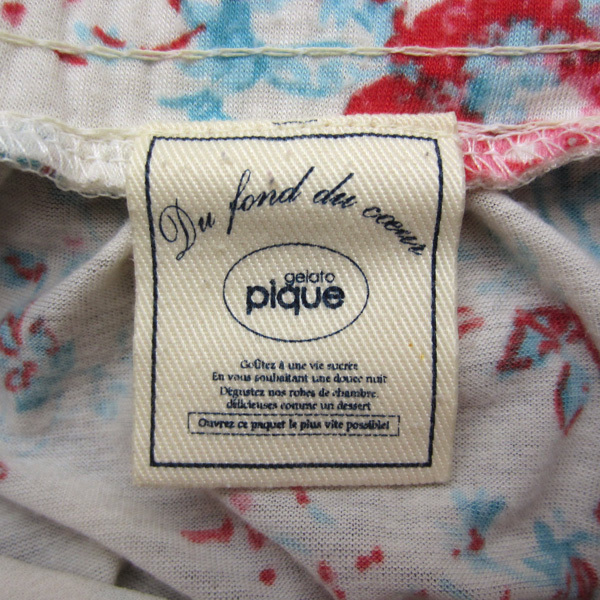 Du fond du cœur
gelato
pique
Goûtez à une vie sucrée
En vous souhaitant une douce nuit
Dégustez nos robes de chambre,
délicieuses comme un dessert
Ouvrez ce paquet le plus vite possible!